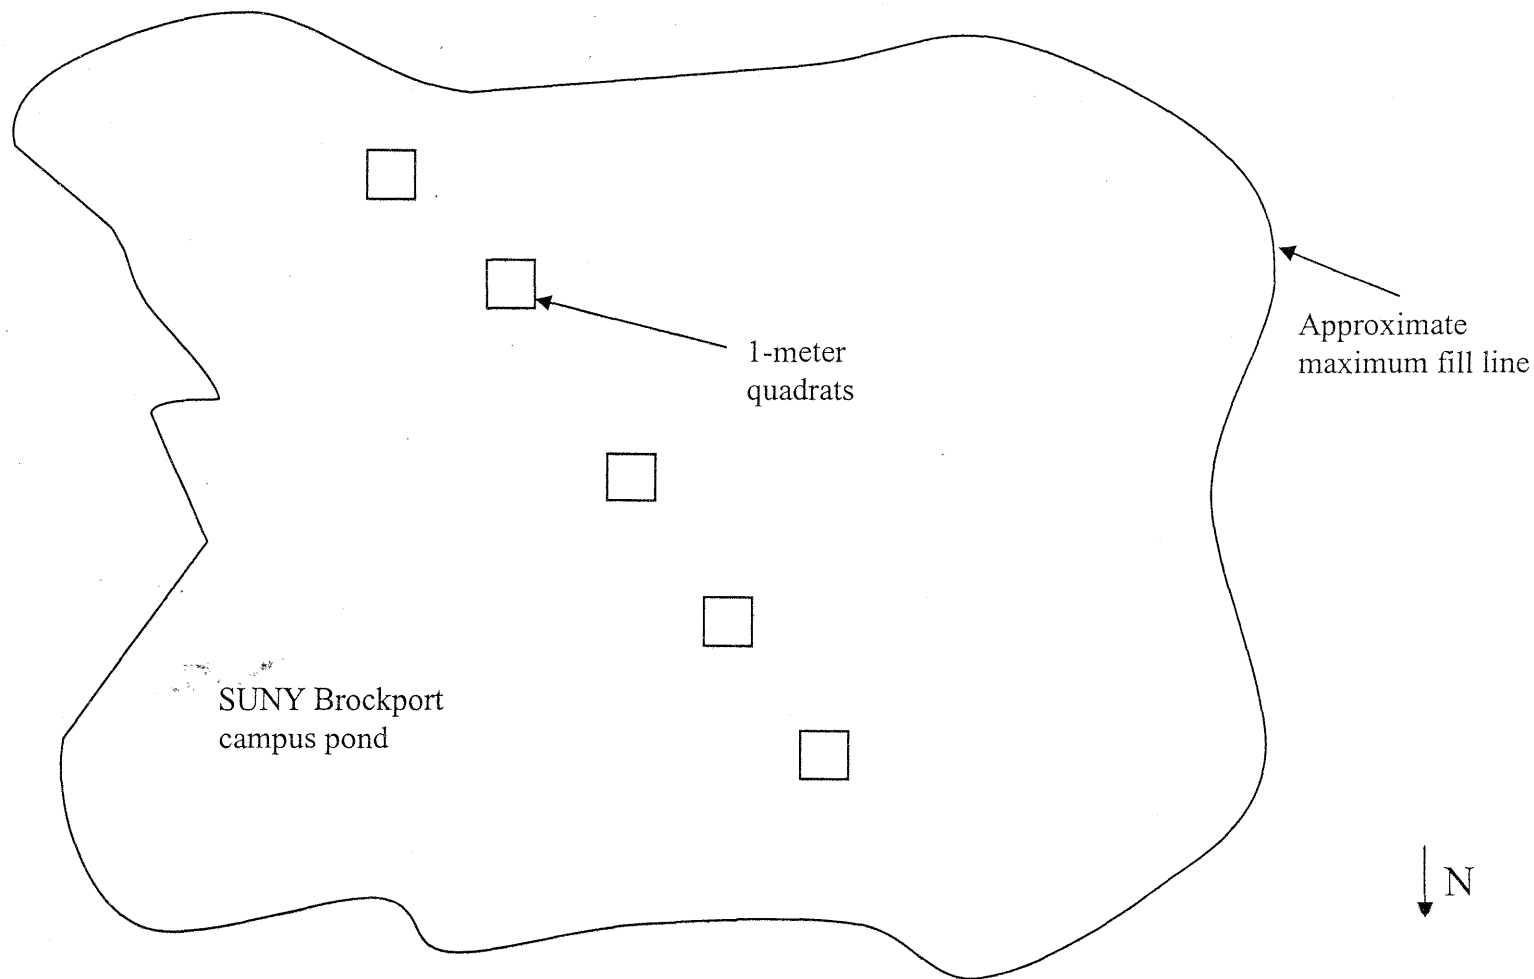 Approximate
maximum fill line
1-meter
quadrats
SUNY Brockport
campus pond
N